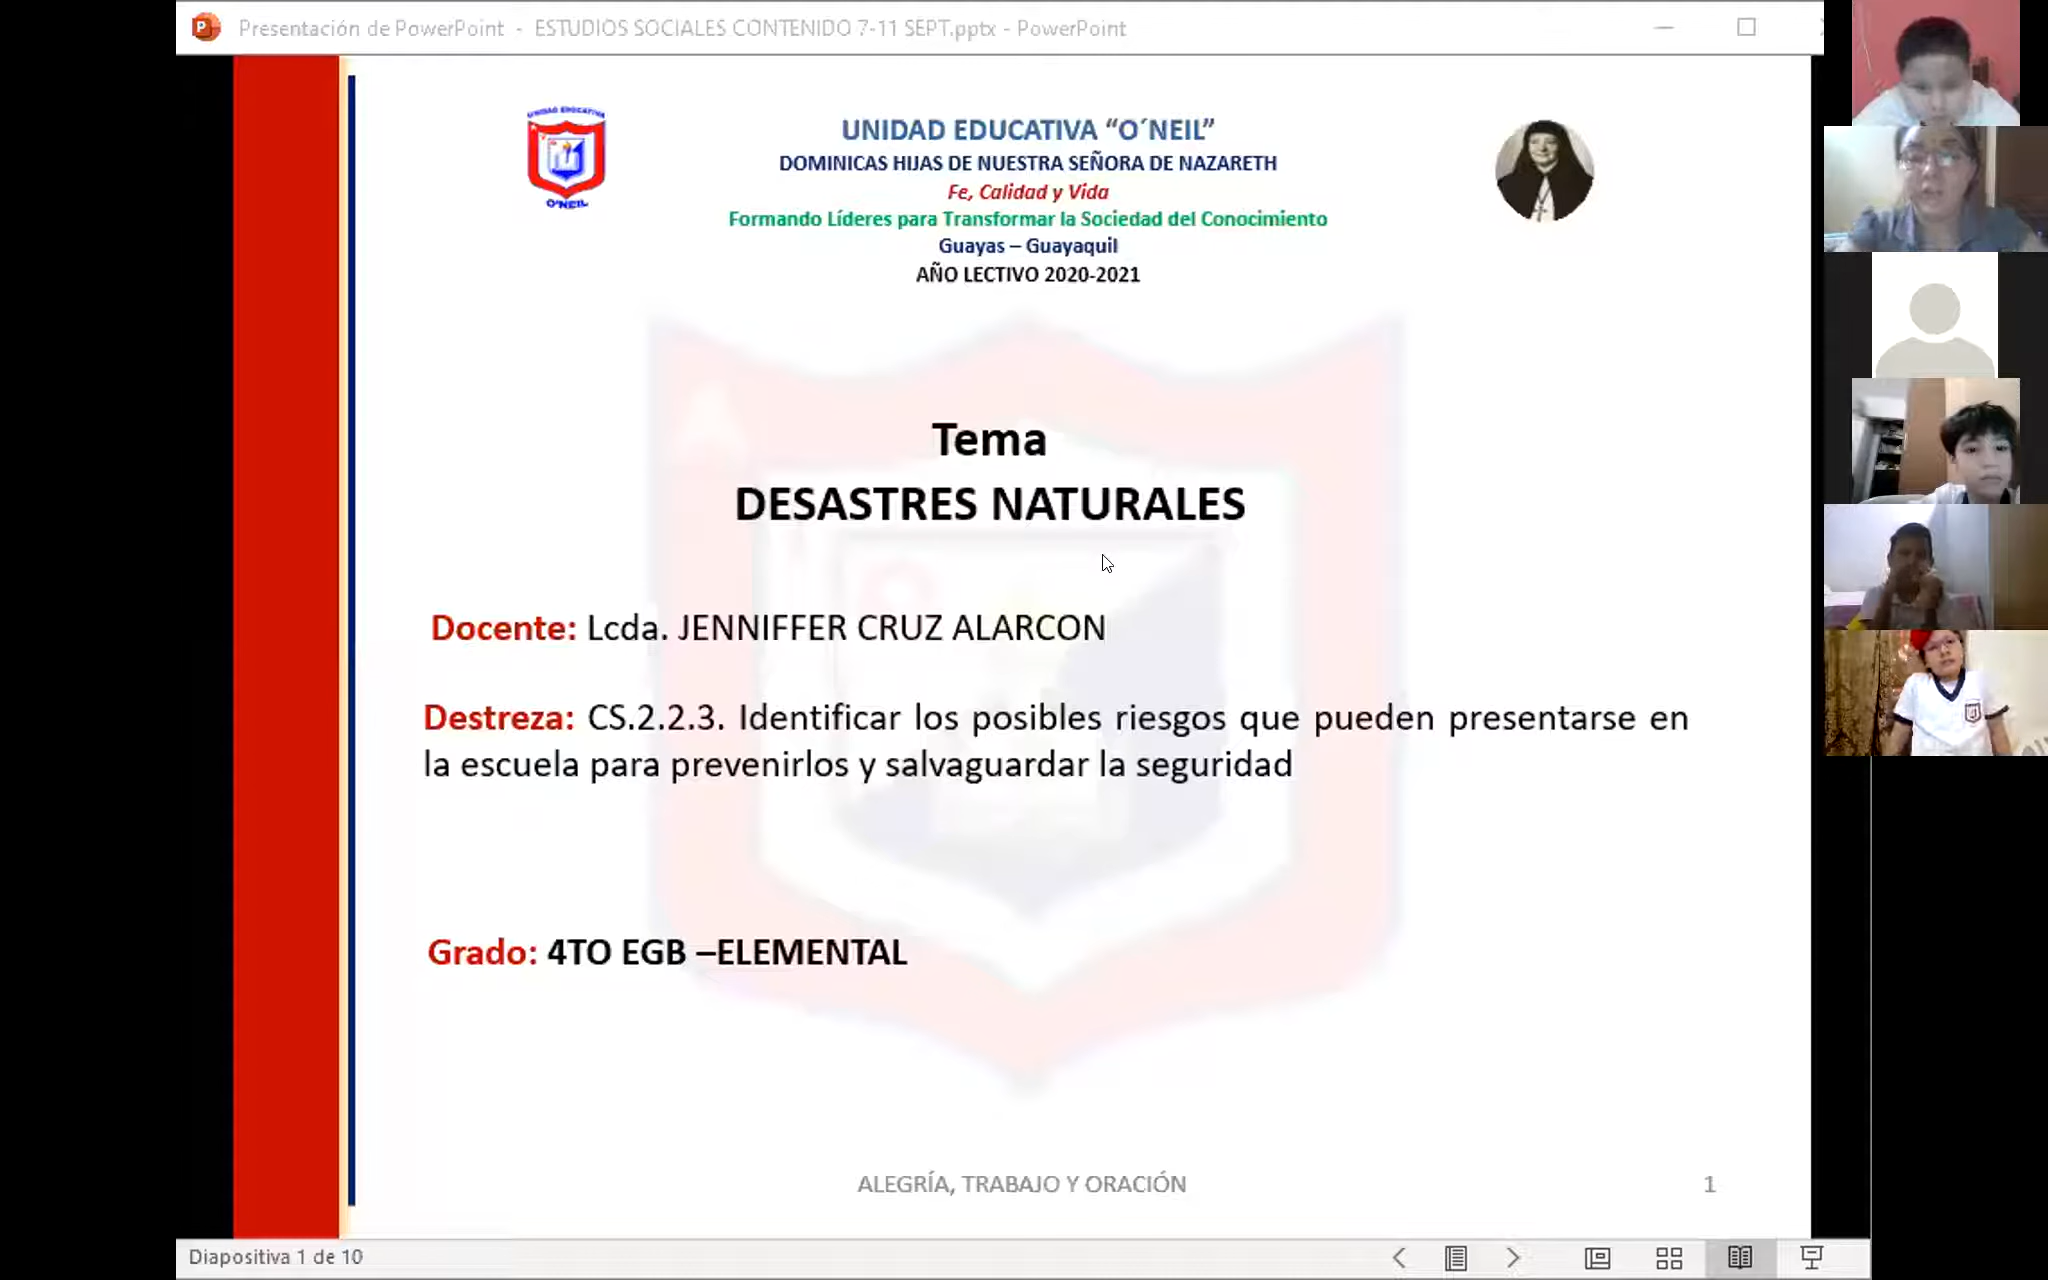 Presentación de PowerPoint - ESTUDIOS SOCIALES CONTENIDO 7-11 SEPT.pptx - PowerPoint
UNIDAD EDUCATIVA
O'NEIL
UNIDAD EDUCATIVA “O´NEIL”
DOMINICAS HIJAS DE NUESTRA SEÑORA DE NAZARETH
Fe, Calidad y Vida
Formando Líderes para Transformar la Sociedad del Conocimiento
Guayas – Guayaquil
AÑO LECTIVO 2020-2021
Tema
DESASTRES NATURALES
Docente: Lcda. JENNIFFER CRUZ ALARCON
Destreza: CS.2.2.3. Identificar los posibles riesgos que pueden presentarse en
la escuela para prevenirlos y salvaguardar la seguridad
Grado: 4TO EGB –ELEMENTAL
ALEGRÍA, TRABAJO Y ORACIÓN
1
Diapositiva 1 de 10